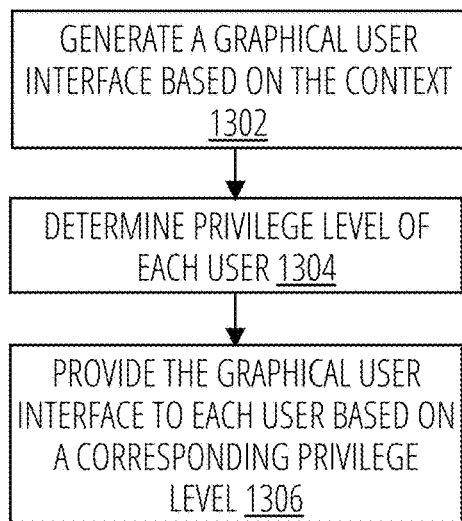 GENERATE A GRAPHICAL USER
INTERFACE BASED ON THE CONTEXT
1302
DETERMINE PRIVILEGE LEVEL OF
EACH USER 1304
PROVIDE THE GRAPHICAL USER
INTERFACE TO EACH USER BASED ON
A CORRESPONDING PRIVILEGE
LEVEL 1306